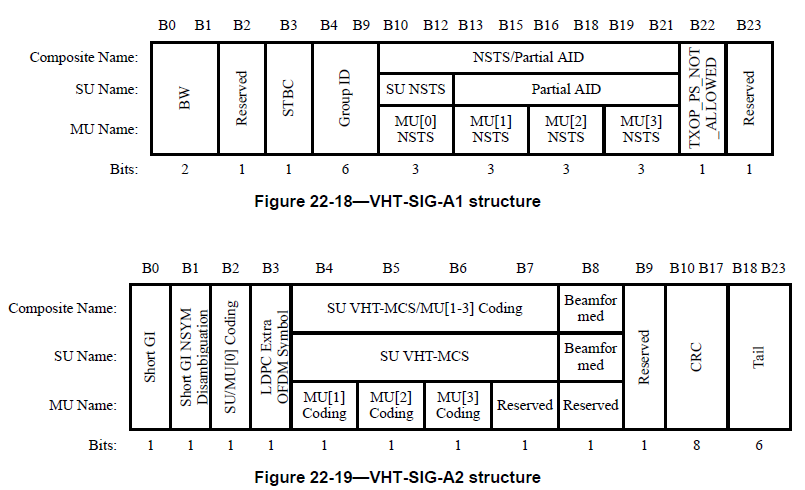 B0 B1 B2 B3 B4 B9 B10 B12 B13 B15 B16 B18 B19 B21 B22 B23
Composite Name: BW Reserved STBC Group ID NSTS/Partial AID TXOP_PS_NOT Reserved
_ALLOWED
SU Name: SU NSTS Partial AID
MU Name: MU[0] MU[1] MU[2] MU[3]
NSTS NSTS NSTS NSTS
Bits: 2 1 1 6 3 3 3 3 1 1
Figure 22-18—VHT-SIG-A1 structure
B0 B1 B2 B3 B4 B5 B6 B7 B8 B9 B10 B17 B18 B23
Composite Name: Short GI Short GI NSYM SU/MU[0] Coding LDPC Extra SU VHT-MCS/MU[1-3] Coding Beamfor Reserved CRC Tail
Disambiguation OFDM Symbol med
SU Name: SU VHT-MCS Beamfor
med
MU Name: MU[1] MU[2] MU[3] Reserved Reserved
Coding Coding Coding
Bits: 1 1 1 1 1 1 1 1 1 1 8 6
Figure 22-19—VHT-SIG-A2 structure